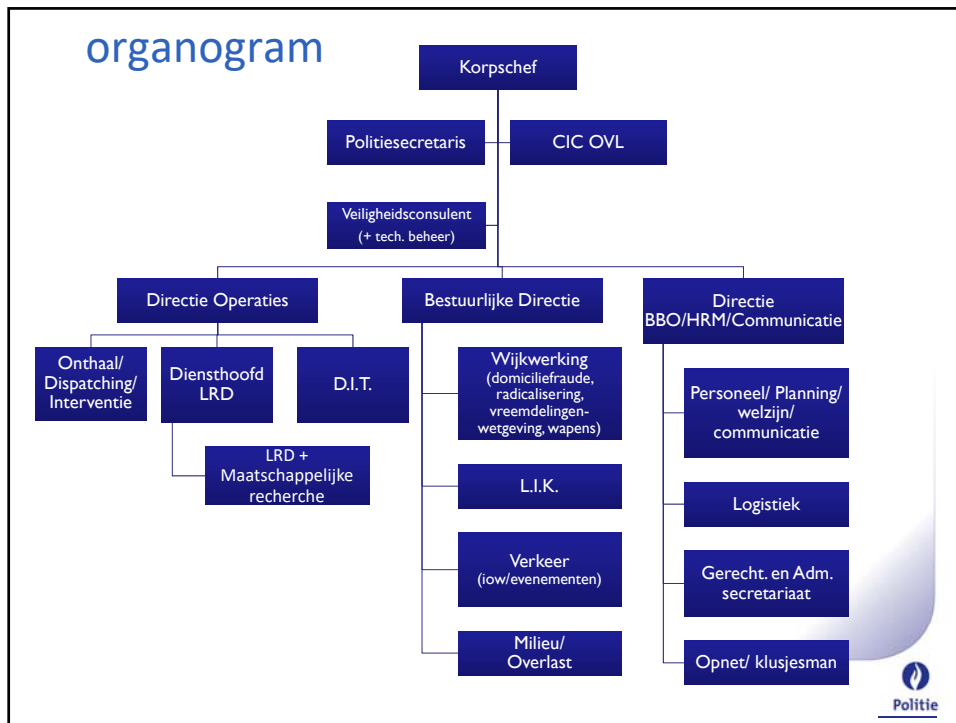 organogram
Korpschef
Politiesecretaris
CIC OVL
Veiligheidsconsulent
(+ tech. beheer)
Directie Operaties
Bestuurlijke Directie
Directie
BBO/HRM/Communicatie
Onthaal/
Dispatching/
Interventie
Diensthoofd
LRD
D.I.T.
LRD +
Maatschappelijke
recherche
Wijkwerking
(domiciliefraude,
radicalisering,
vreemdelingen-
wetgeving, wapens)
L.I.K.
Verkeer
(iow/evenementen)
Milieu/
Overlast
Personeel/ Planning/
welzijn/
communicatie
Logistiek
Gerecht. en Adm.
secretariaat
Opnet/ klusjesman
Politie